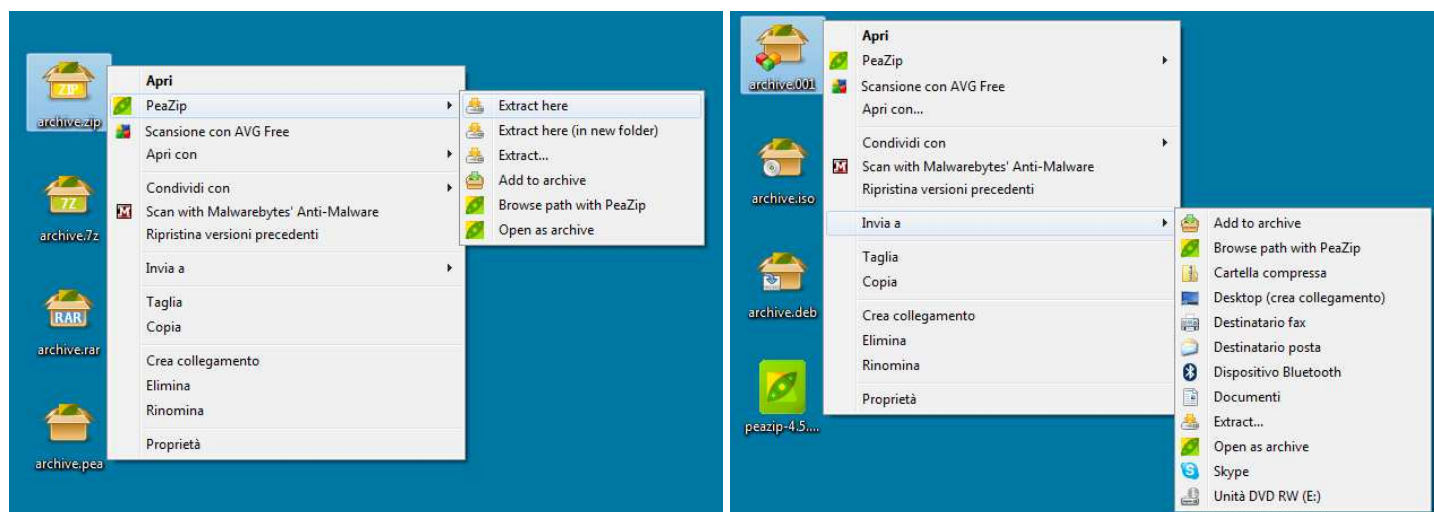 ZIP
archive.zip
7Z
archive.7z
RAR
archive.rar
archive.pea
Apri
PeaZip
Scansione con AVG Free
Apri con
Condividi con
Scan with Malwarebytes' Anti-Malware
Ripristina versioni precedenti
Invia a
Taglia
Copia
Crea collegamento
Elimina
Rinomina
Proprietà
Extract here
Extract here (in new folder)
Extract...
Add to archive
Browse path with PeaZip
Open as archive
archive.001
archive.iso
archive.deb
peazip-4.5....
Apri
PeaZip
Scansione con AVG Free
Apri con...
Condividi con
Scan with Malwarebytes' Anti-Malware
Ripristina versioni precedenti
Invia a
Taglia
Copia
Crea collegamento
Elimina
Rinomina
Proprietà
Add to archive
Browse path with PeaZip
Cartella compressa
Desktop (crea collegamento)
Destinatario fax
Destinatario posta
Dispositivo Bluetooth
Documenti
Extract...
Open as archive
Skype
Unità DVD RW (E:)